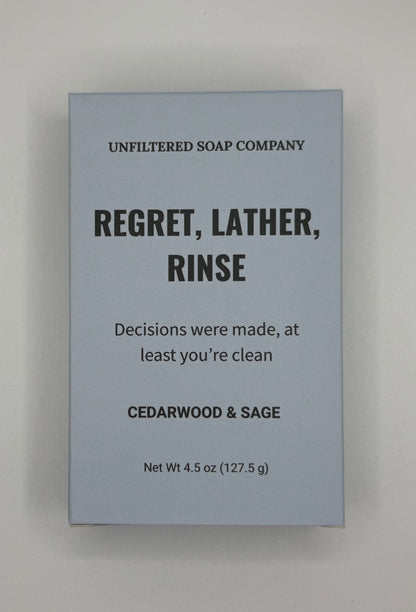 UNFILTERED SOAP COMPANY
REGRET, LATHER,
RINSE
Decisions were made, at
least you’re clean
CEDARWOOD & SAGE
Net Wt 4.5 oz (127.5 g)